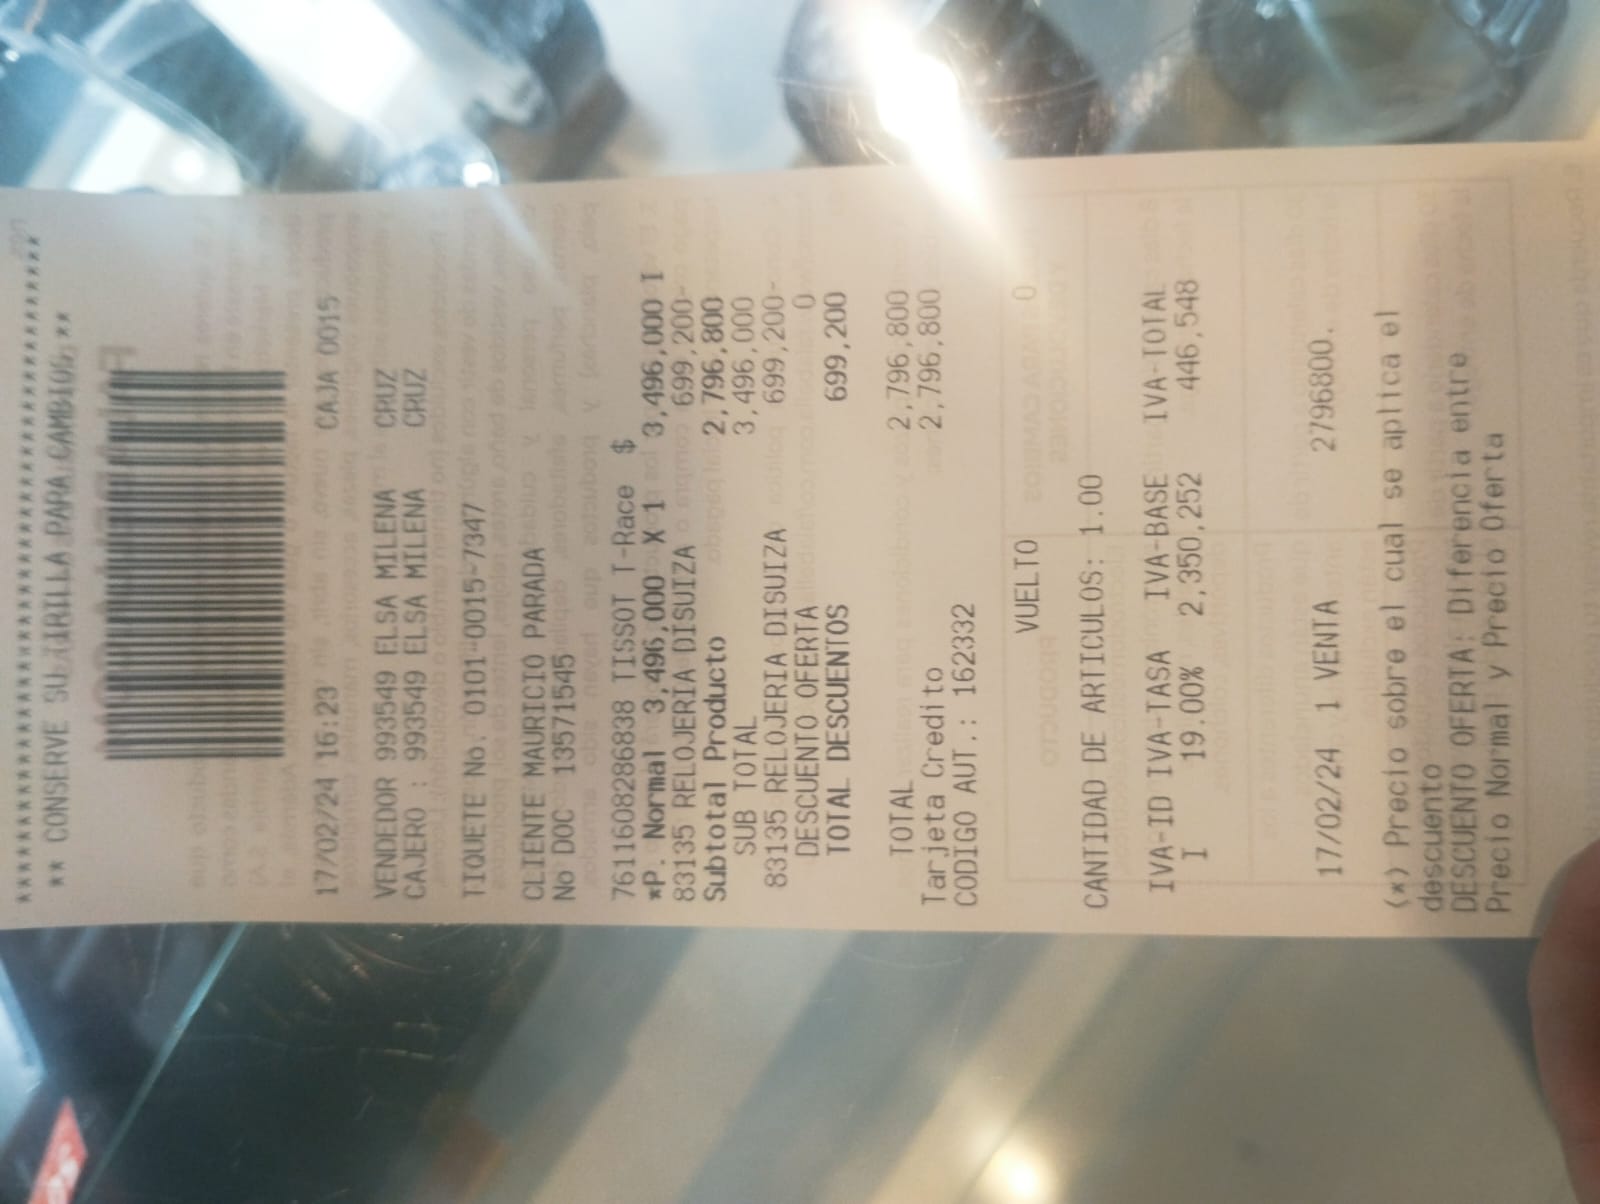 ****************************************
** CONSERVE SU TIRILLA PARA CAMBIOS **
17/02/24 16:23 CAJA 0015
VENDEDOR 993549 ELSA MILENA CRUZ
CAJERO : 993549 ELSA MILENA CRUZ
TIQUETE No. 0101-0015-7347
CLIENTE MAURICIO PARADA
No DOC 13571545
7611608286838 TISSOT T-Race $
*P. Normal 3,496,000 X 1 3,496,000 I
83135 RELOJERIA DISUIZA 699,200-
Subtotal Producto 2,796,800
SUB TOTAL 3,496,000
83135 RELOJERIA DISUIZA 699,200-
DESCUENTO OFERTA 0
TOTAL DESCUENTOS 699,200
TOTAL 2,796,800
Tarjeta Credito 2,796,800
CODIGO AUT.: 162332
VUELTO 0
CANTIDAD DE ARTICULOS: 1.00
IVA-ID IVA-TASA IVA-BASE IVA-TOTAL
I 19.00% 2,350,252 446,548
17/02/24 1 VENTA 2796800.
(*) Precio sobre el cual se aplica el
descuento
DESCUENTO OFERTA: Diferencia entre
Precio Normal y Precio Oferta